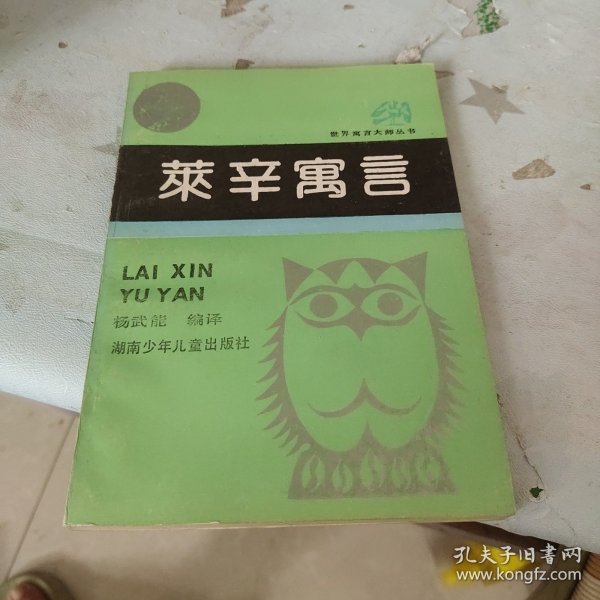 世界寓言大师丛书
萊辛寓言
LAI XIN
YU YAN
杨武能 编译
湖南少年儿童出版社
孔夫子旧书网
www.kongfz.com